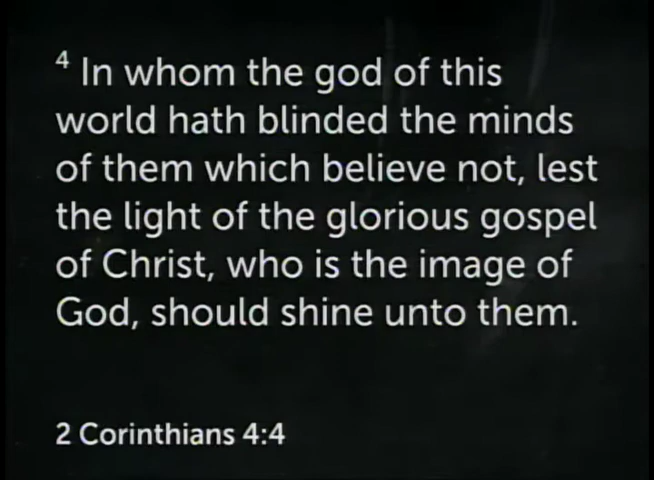 4 In whom the god of this
world hath blinded the minds
of them which believe not, lest
the light of the glorious gospel
of Christ, who is the image of
God, should shine unto them.
2 Corinthians 4:4